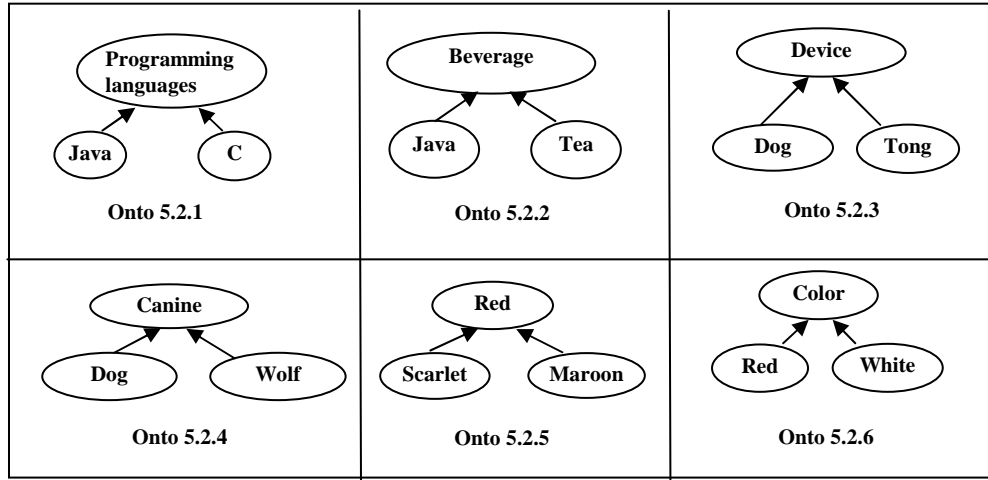 Programming
languages
Java
C
Onto 5.2.1
Beverage
Java
Tea
Onto 5.2.2
Device
Dog
Tong
Onto 5.2.3
Canine
Dog
Wolf
Onto 5.2.4
Red
Scarlet
Maroon
Onto 5.2.5
Color
Red
White
Onto 5.2.6